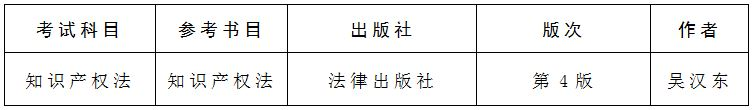 考试科目 参考书目 出版社 版次 作者
知识产权法 知识产权法 法律出版社 第 4 版 吴汉东